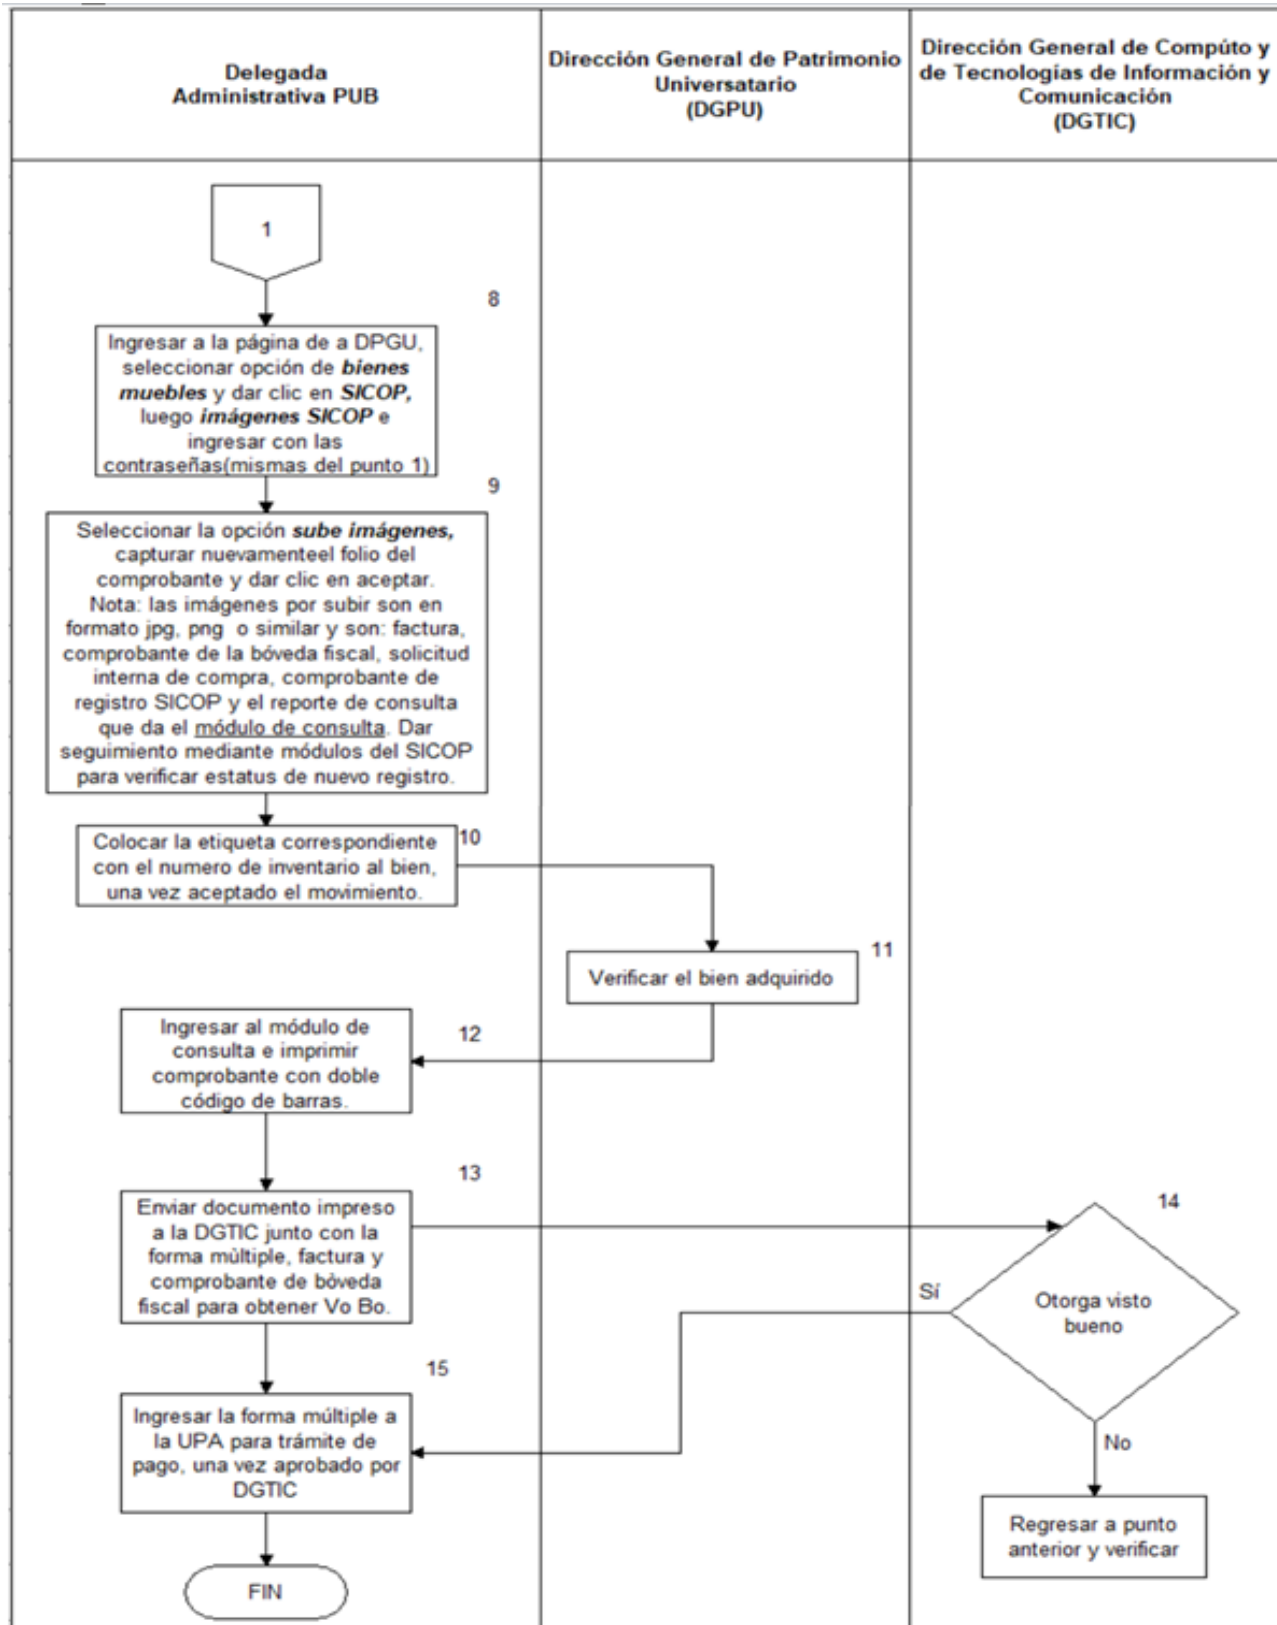 Delegada
Administrativa PUB
Dirección General de Patrimonio
Universatario
(DGPU)
Dirección General de Compúto y
de Tecnologías de Información y
Comunicación
(DGTIC)
1
8
Ingresar a la página de a DPGU,
seleccionar opción de bienes
muebles y dar clic en SICOP,
luego imágenes SICOP e
ingresar con las
contraseñas(mismas del punto 1)
9
Seleccionar la opción sube imágenes,
capturar nuevamenteel folio del
comprobante y dar clic en aceptar.
Nota: las imágenes por subir son en
formato jpg, png o similar y son: factura,
comprobante de la bóveda fiscal, solicitud
interna de compra, comprobante de
registro SICOP y el reporte de consulta
que da el módulo de consulta. Dar
seguimiento mediante módulos del SICOP
para verificar estatus de nuevo registro.
10
Colocar la etiqueta correspondiente
con el numero de inventario al bien,
una vez aceptado el movimiento.
11
Verificar el bien adquirido
12
Ingresar al módulo de
consulta e imprimir
comprobante con doble
código de barras.
13
Enviar documento impreso
a la DGTIC junto con la
forma mùltiple, factura y
comprobante de bòveda
fiscal para obtener Vo Bo.
14
Otorga visto
bueno
Sí
No
15
Ingresar la forma múltiple a
la UPA para trámite de
pago, una vez aprobado por
DGTIC
Regresar a punto
anterior y verificar
FIN